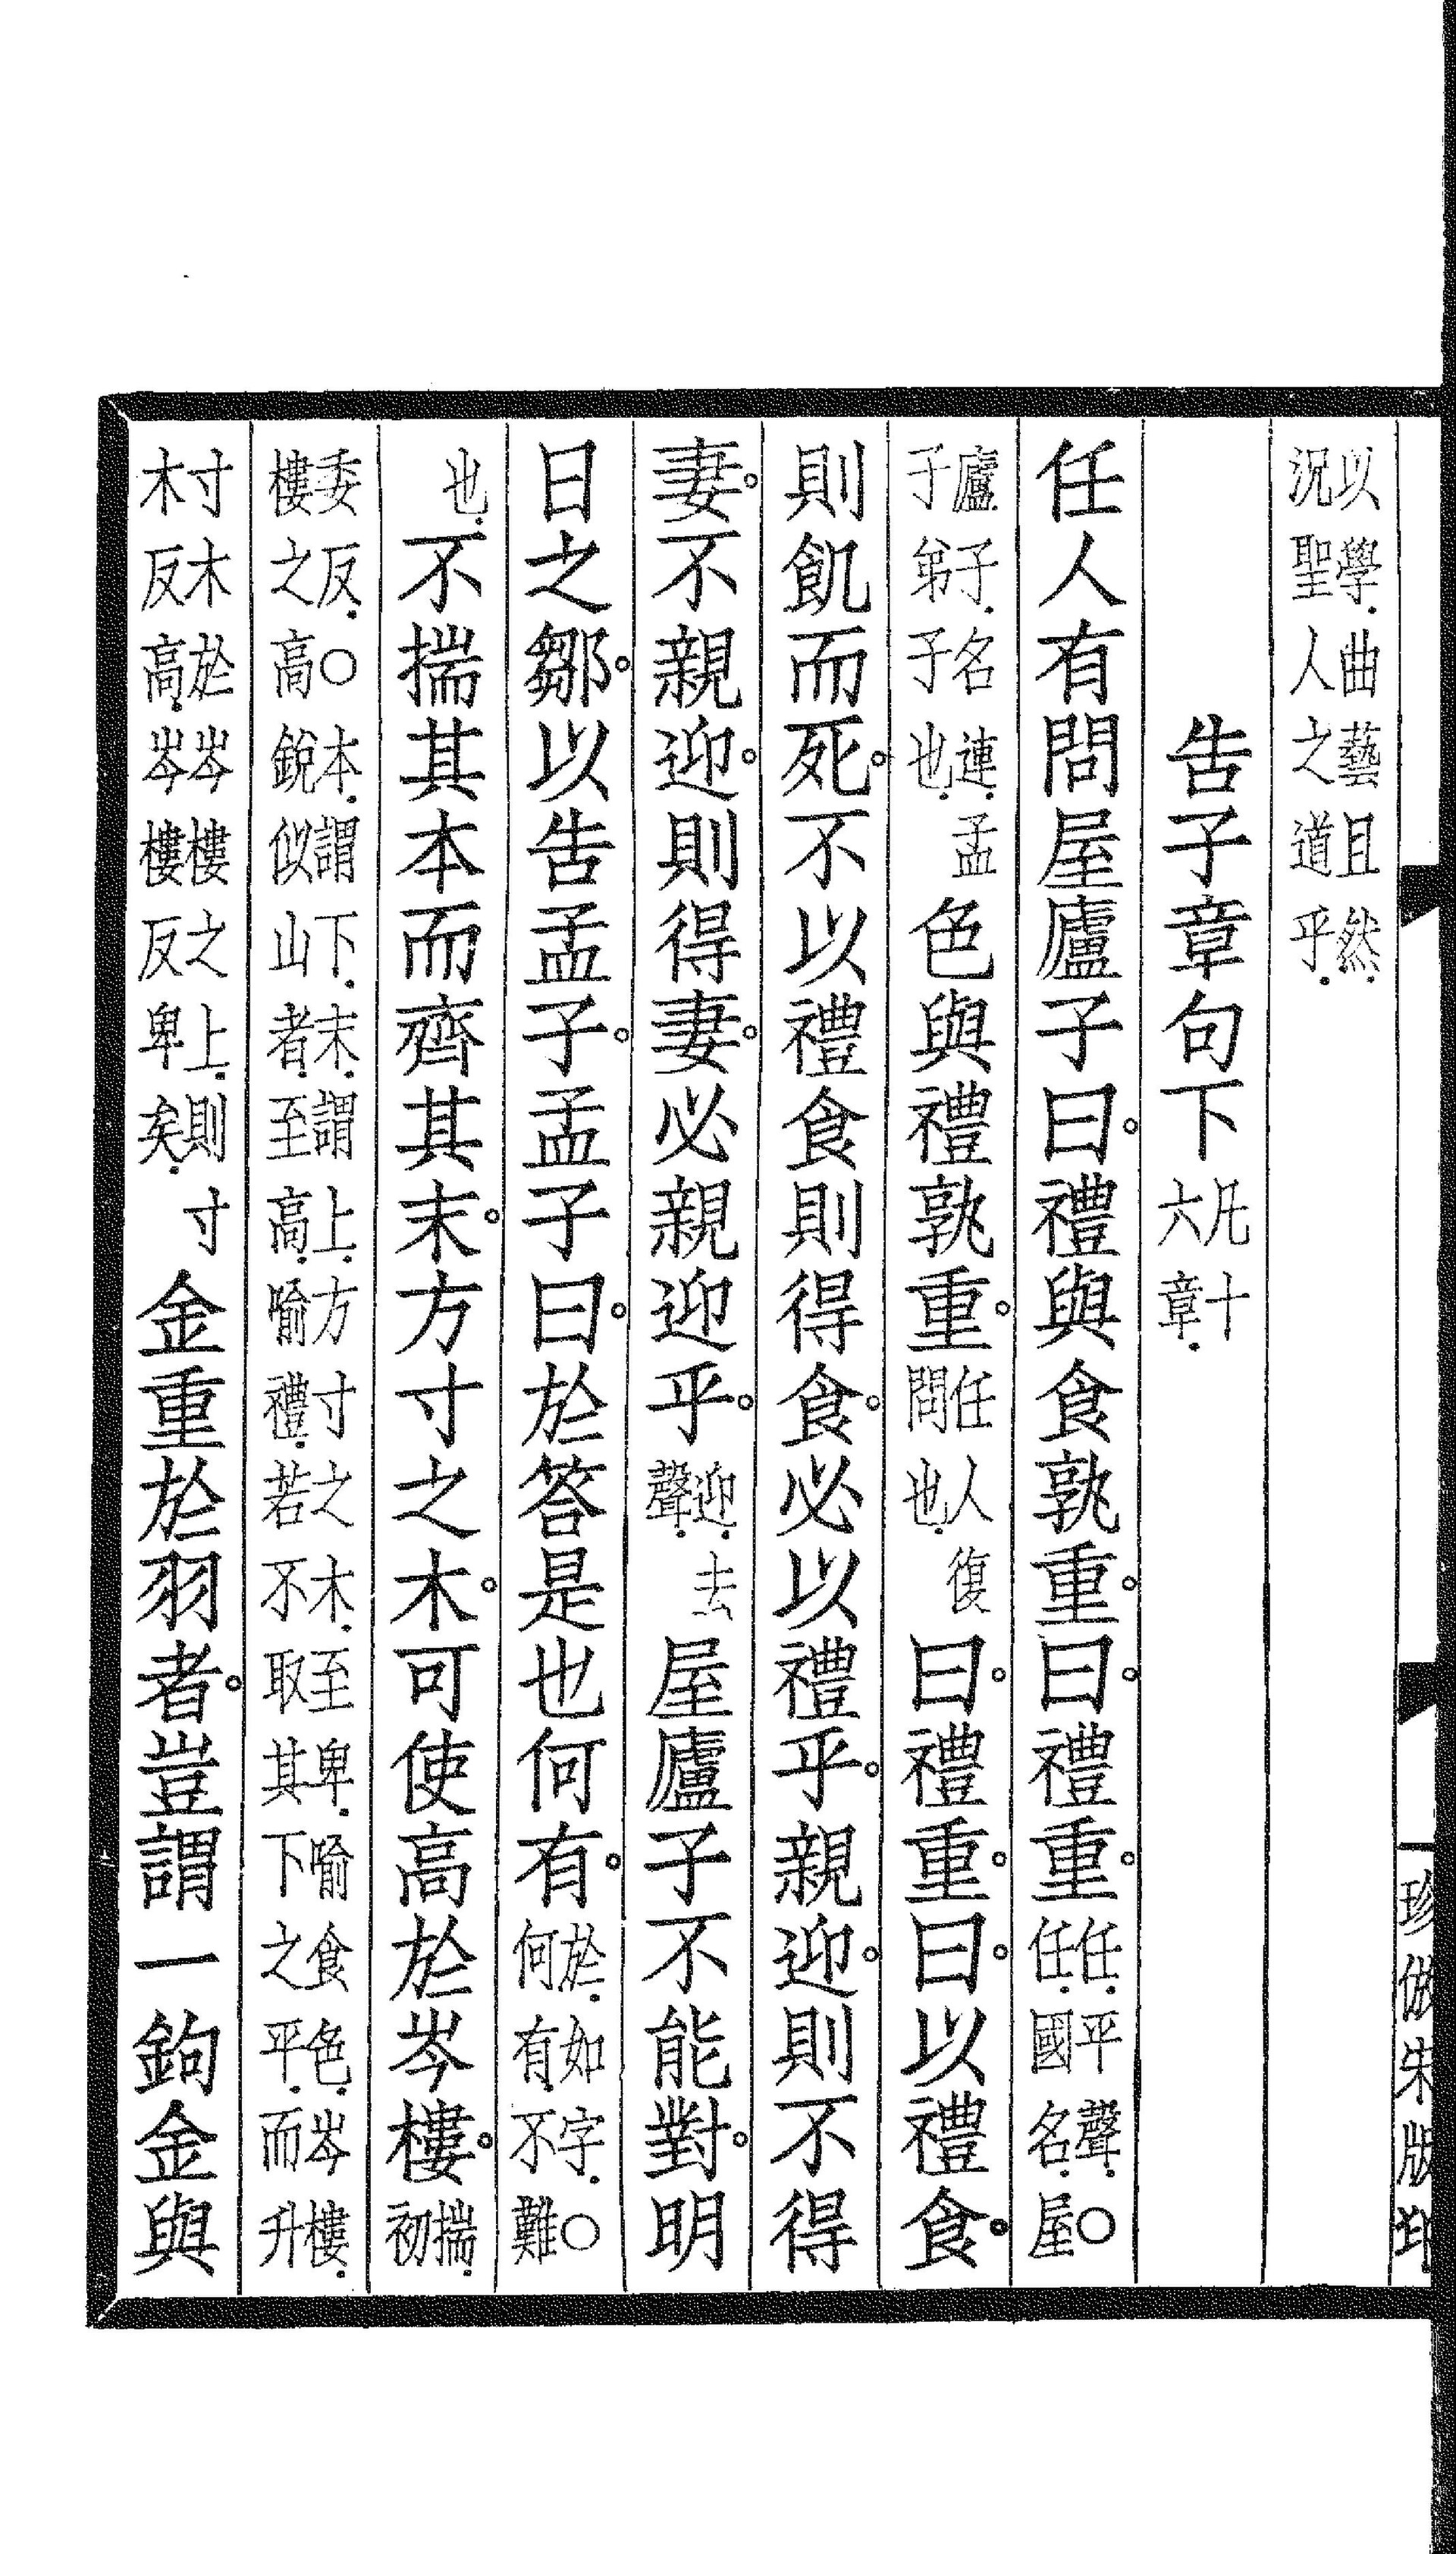 珍倣宋版印
以學。曲藝且然。況聖人之道乎。
告子章句下凡十六章。
任人有問屋廬子曰。禮與食孰重。曰。禮重。任。平聲。○任。國名。屋
廬子。名連。孟子弟子也。色與禮孰重。任人復問也。曰。禮重。曰。以禮食。
則飢而死。不以禮食則得食。必以禮乎。親迎。則不得
妻。不親迎。則得妻。必親迎乎。迎。去聲。屋廬子不能對。明
日之鄒。以告孟子。孟子曰。於答是也何有。於。如字。○何有。不難
也。不揣其本而齊其末。方寸之木。可使高於岑樓。揣。初
委反。○本。謂下。末。謂上。方寸之木。至卑。喻食色。岑樓。樓之高銳似山者。至高。喻禮。若不取其下之平。而升
寸木於岑樓之上。則寸木反高。岑樓反卑矣。金重於羽者。豈謂一鉤金與